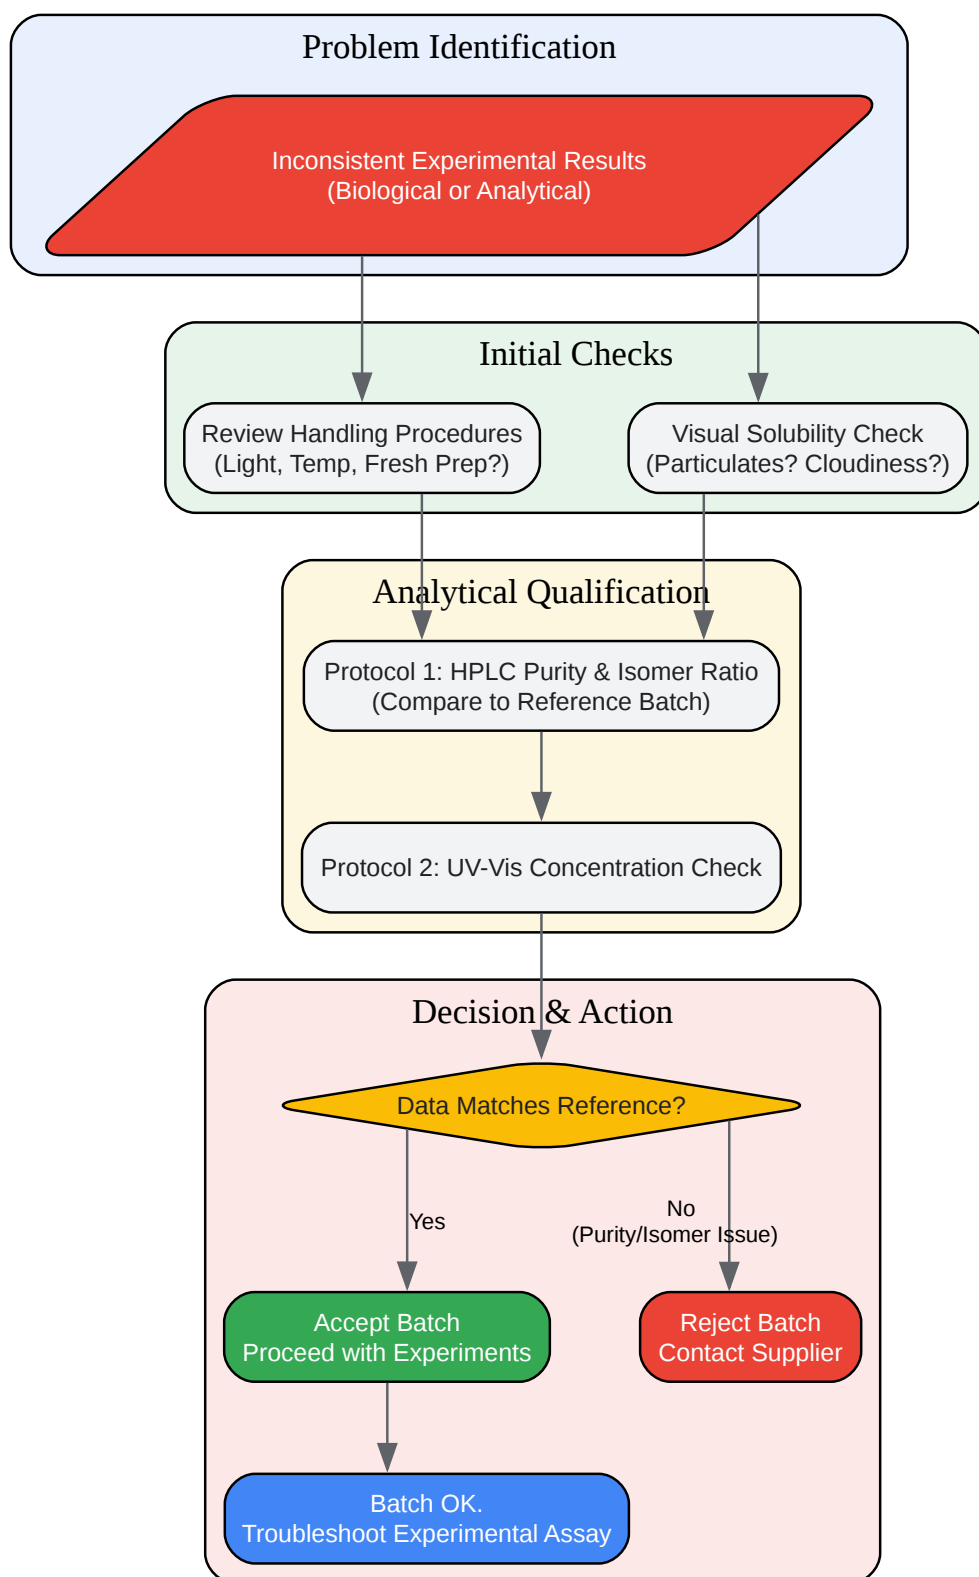 Problem Identification
Inconsistent Experimental Results
(Biological or Analytical)
Initial Checks
Review Handling Procedures
(Light, Temp, Fresh Prep?)
Visual Solubility Check
(Particulates? Cloudiness?)
Analytical Qualification
Protocol 1: HPLC Purity & Isomer Ratio
(Compare to Reference Batch)
Protocol 2: UV-Vis Concentration Check
Decision & Action
Data Matches Reference?
Yes
No
(Purity/Isomer Issue)
Accept Batch
Proceed with Experiments
Reject Batch
Contact Supplier
Batch OK.
Troubleshoot Experimental Assay